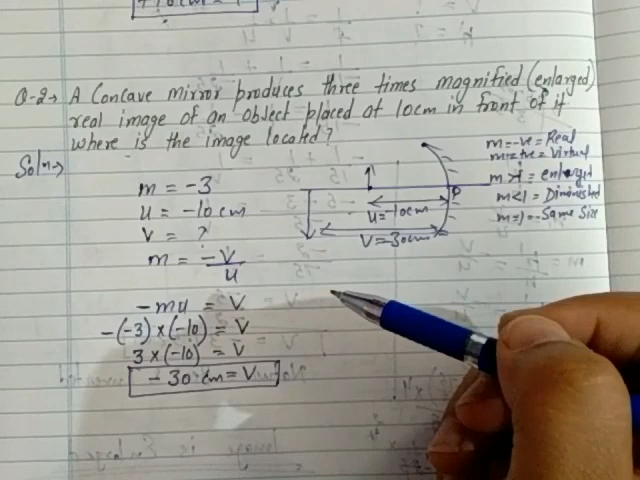 Q-2→ A Concave mirror produces three times magnified (enlarged)
real image of an object placed at 10cm in front of it
where is the image located?
Soln→
m = -3
u = -10 cm
v = ?
m = -v/u
-mu = v
-(-3) x (-10) = v
3 x (-10) = v
-30 cm = v
P
u=-10cm
v=-30cm
m=-ve = Real
m=+ve = Virtual
m>1 = enlarged
m<1 = Diminished
m=1 = Same Size